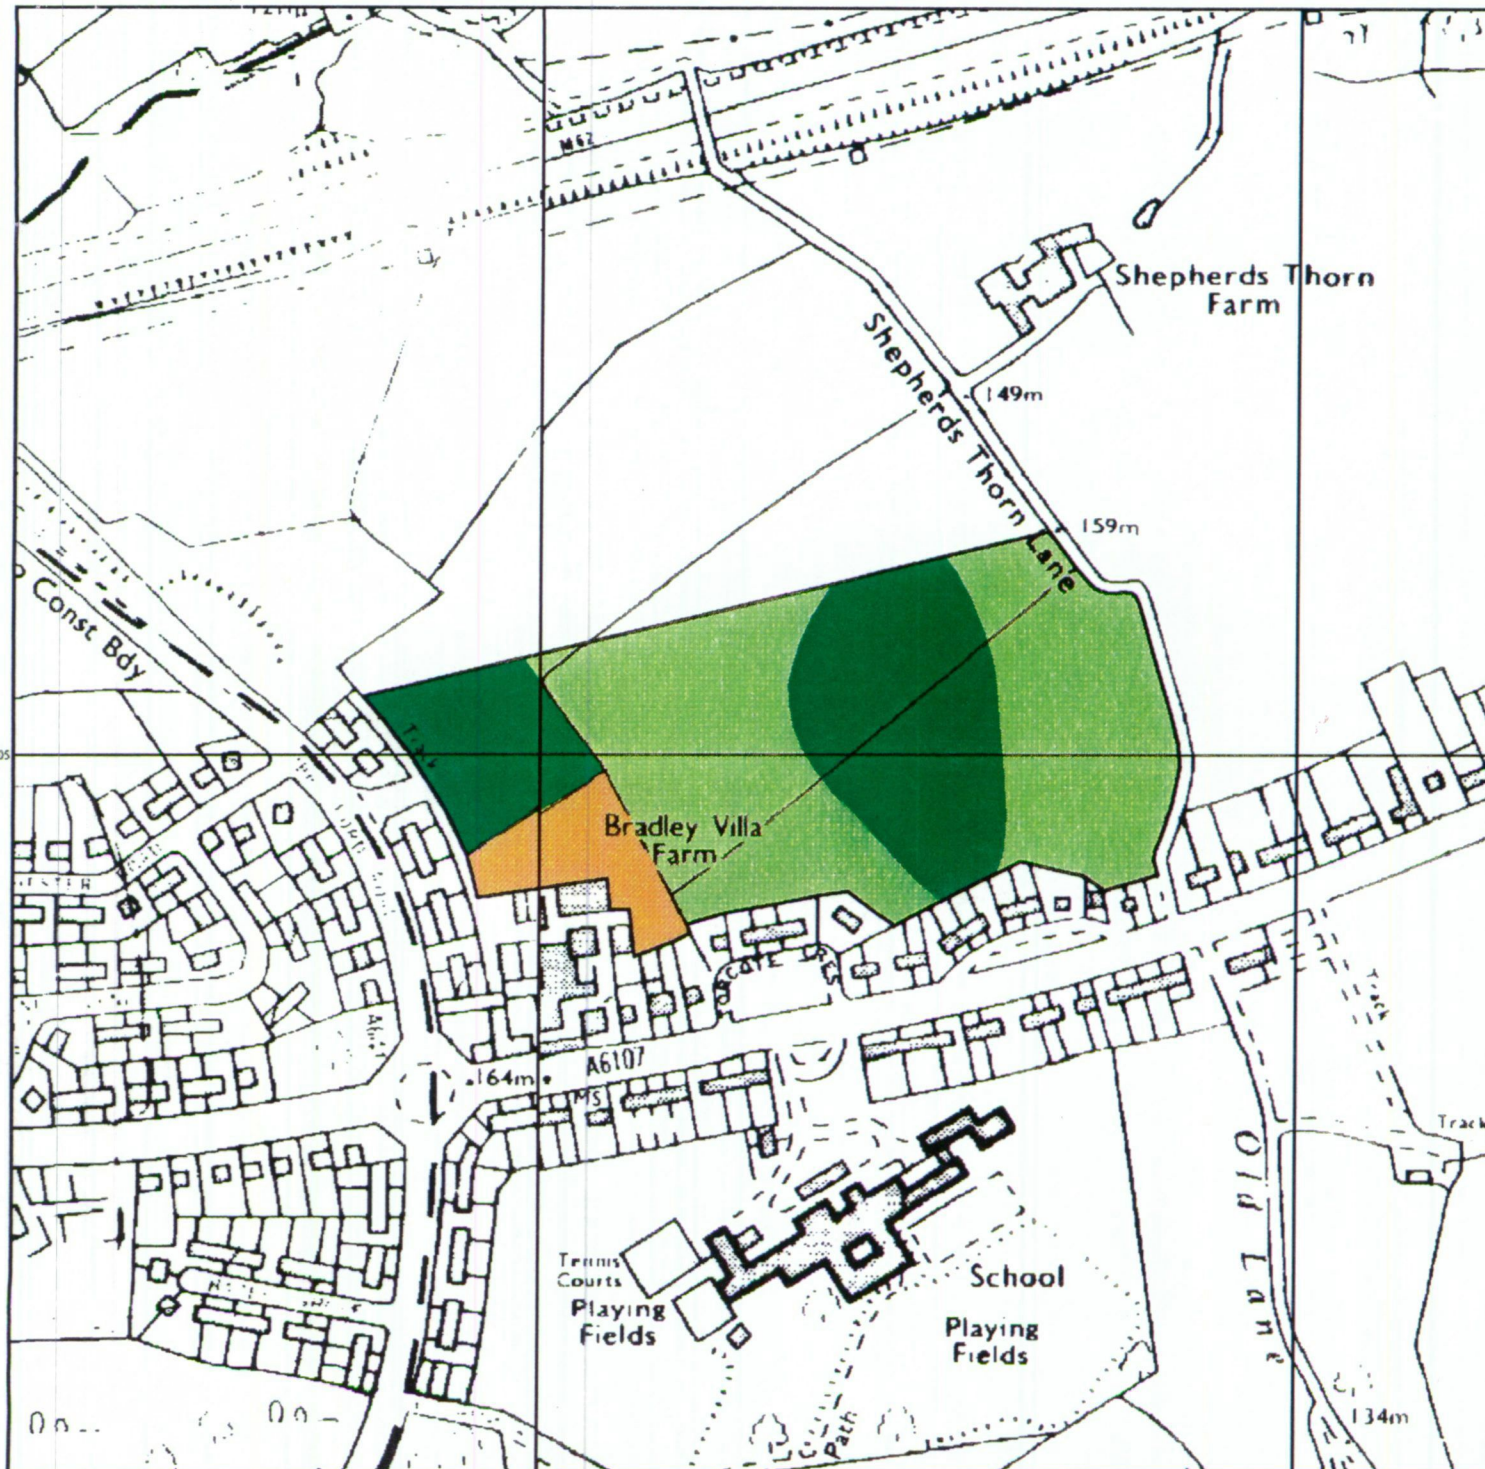 M62
Shepherds Thorn
Farm
Shepherds Thorn Lane
149m
159m
Const Bdy
Track
Bradley Villa
Farm
A6107
164m
MS
Track
Track
Old Lane
Tennis
Courts
Playing
Fields
School
Playing
Fields
Path
134m